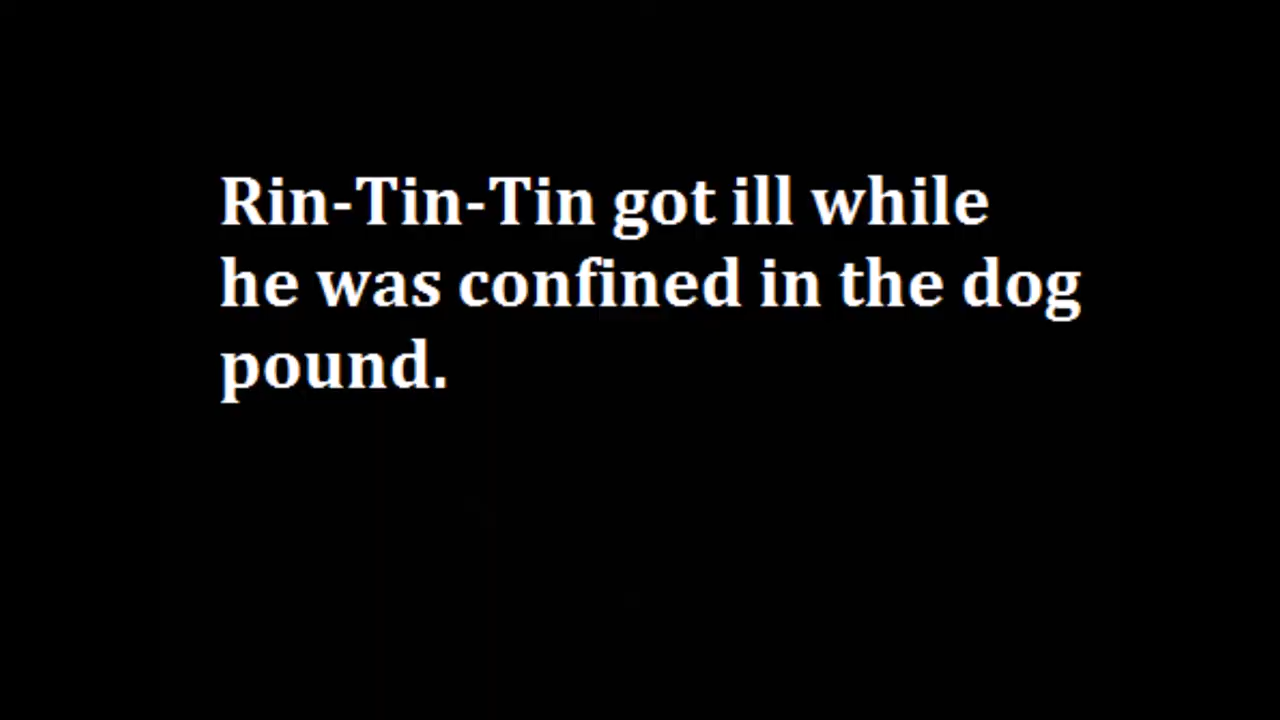 Rin-Tin-Tin got ill while
he was confined in the dog
pound.